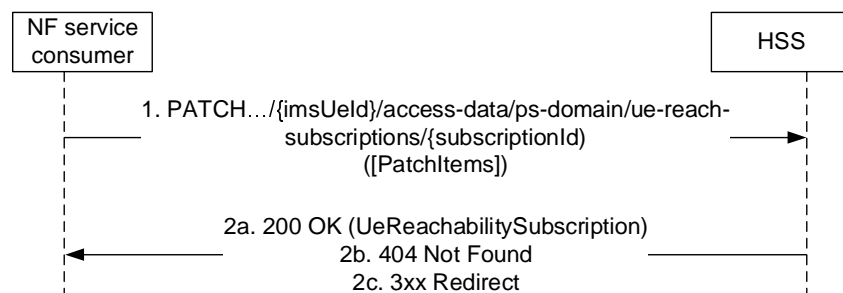 NF service
consumer
HSS
1. PATCH…/{imsUeId}/access-data/ps-domain/ue-reach-
subscriptions/{subscriptionId)
([PatchItems])
2a. 200 OK (UeReachabilitySubscription)
2b. 404 Not Found
2c. 3xx Redirect